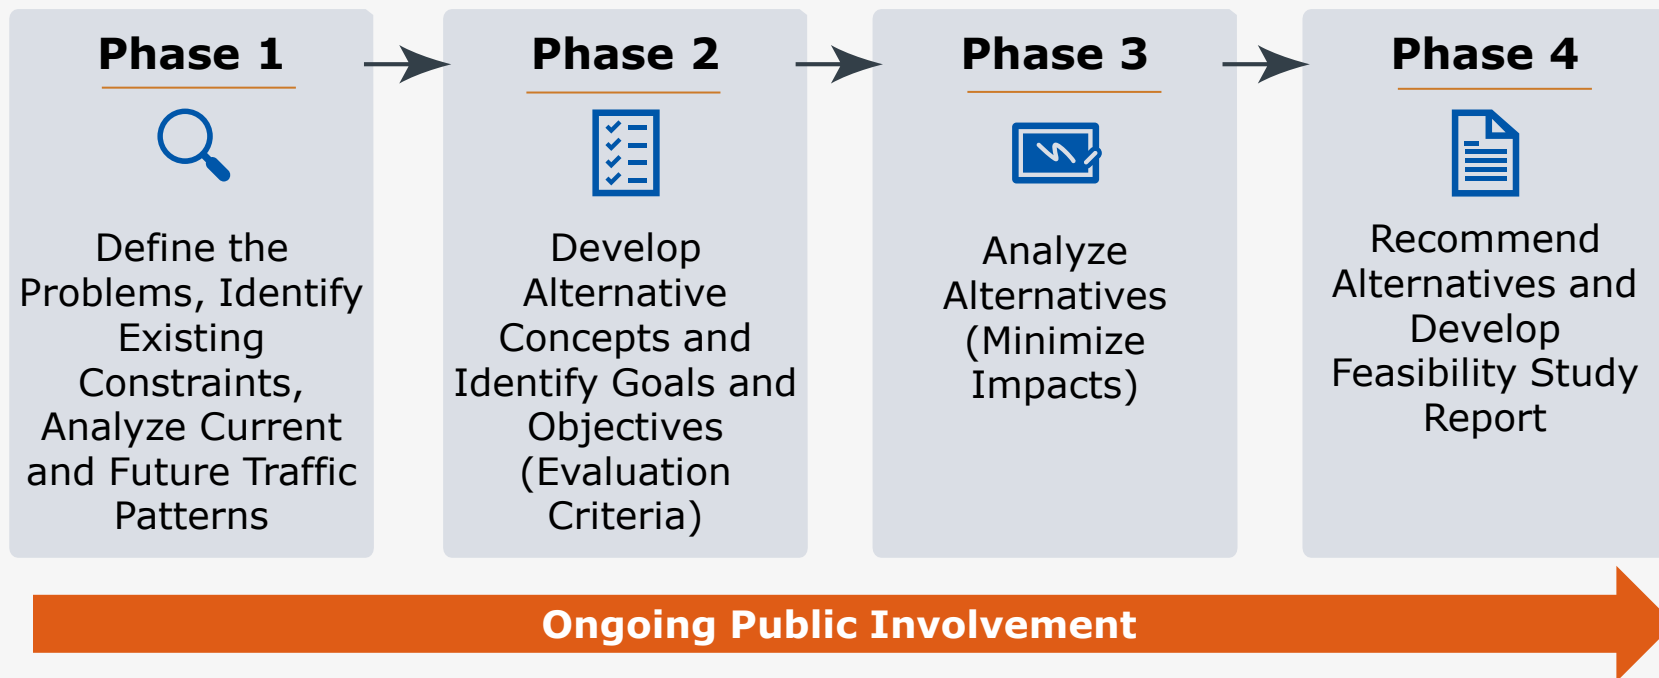 Phase 1
Define the
Problems, Identify
Existing
Constraints,
Analyze Current
and Future Traffic
Patterns
Phase 2
Develop
Alternative
Concepts and
Identify Goals and
Objectives
(Evaluation
Criteria)
Phase 3
Analyze
Alternatives
(Minimize
Impacts)
Phase 4
Recommend
Alternatives and
Develop
Feasibility Study
Report
Ongoing Public Involvement